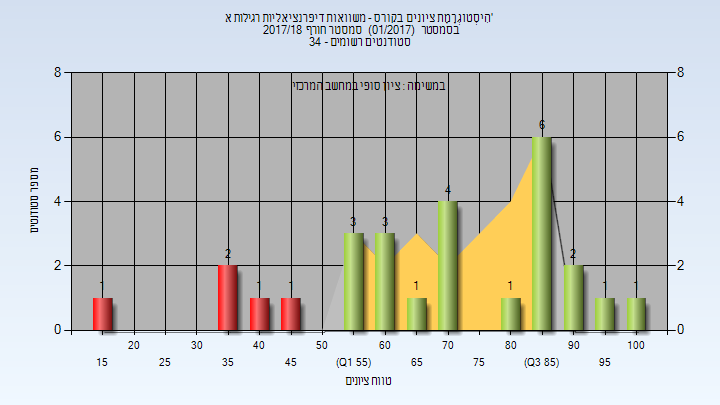 הִיסְטוֹגְרָמַת ציונים בקורס - משוואות דיפרנציאליות רגילות א'
בסמסטר (01/2017) סמסטר חורף 2017/18
סטודנטים רשומים - 34
במשימה : ציון סופי במחשב המרכזי
8 8
6 6
4 4
2 2
0 0
1 2 1 1 3 3 1 4 1 6 2 1 1
מספר סטודנטים
20 30 40 50 60 70 80 90 100
15 25 35 45 (Q1 55) 65 75 (Q3 85) 95
טווח ציונים